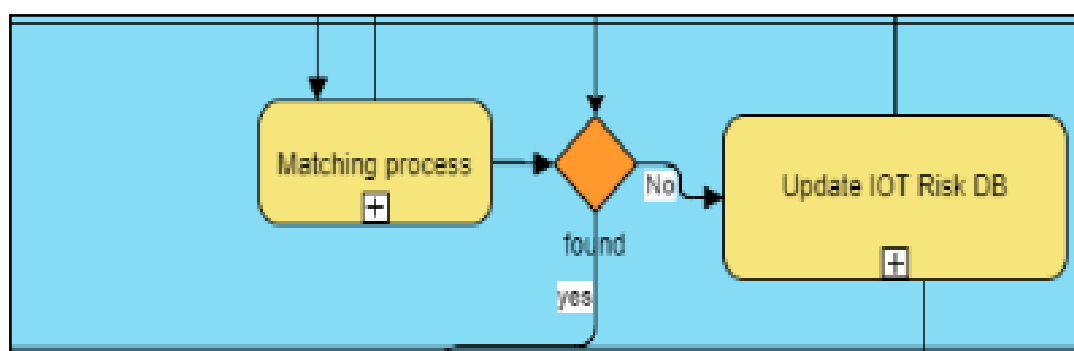 Matching process
No
Update IOT Risk DB
found
yes